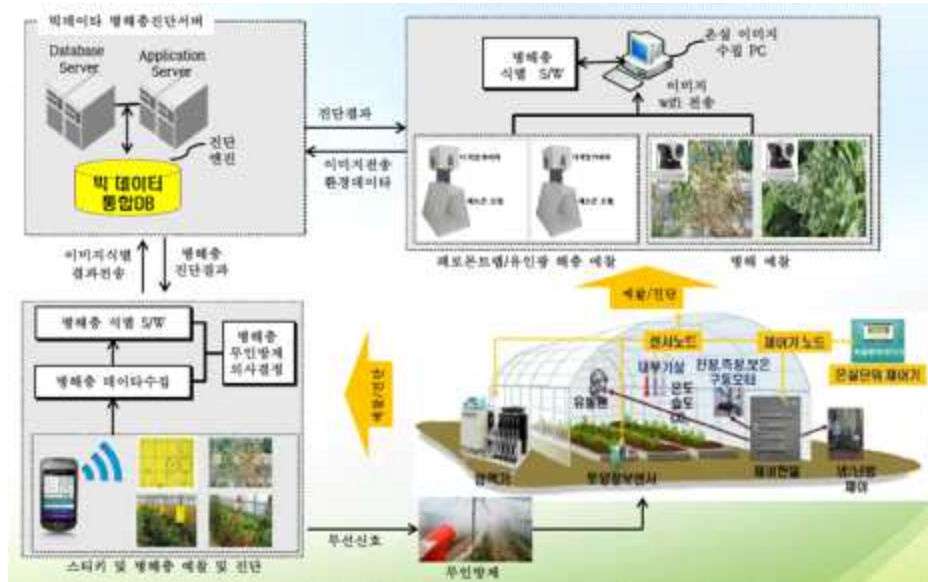 빅데이타 병해충진단서버
Database
Server
Application
Server
진단
엔진
빅 데이터
통합DB
진단결과
이미지전송
환경데이타
병해충
식별 S/W
온실 이미지
수집 PC
이미지
wifi 전송
페로몬트랩/유인광 해충 예찰
병해 예찰
이미지식별
결과전송
병해충
진단결과
병해충 식별 S/W
병해충 데이타수집
병해충
무인방제
의사결정
스티키 및 병해충 예찰 및 진단
예찰/진단
예찰/진단
센서노드
제어기 노드
온실단위 제어기
내부기상
온도
습도
천장,측창,보온
구동모터
유동팬
양액기
토양정보센서
제어판넬
냉/난방
제어
무선신호
무인방제